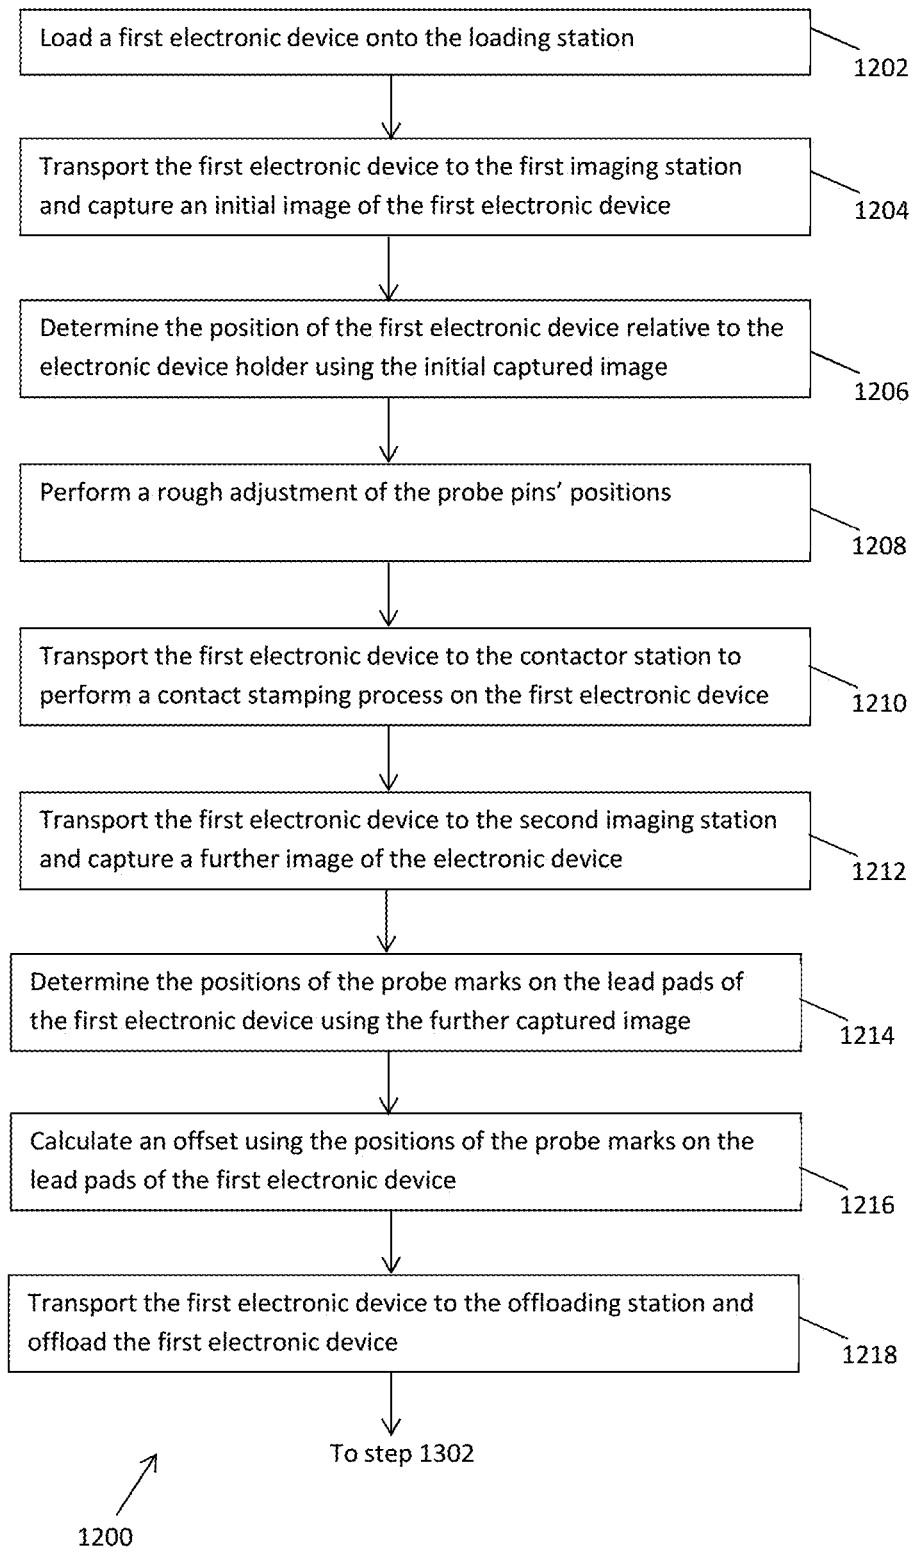 Load a first electronic device onto the loading station
1202
Transport the first electronic device to the first imaging station
and capture an initial image of the first electronic device
1204
Determine the position of the first electronic device relative to the
electronic device holder using the initial captured image
1206
Perform a rough adjustment of the probe pins’ positions
1208
Transport the first electronic device to the contactor station to
perform a contact stamping process on the first electronic device
1210
Transport the first electronic device to the second imaging station
and capture a further image of the electronic device
1212
Determine the positions of the probe marks on the lead pads of
the first electronic device using the further captured image
1214
Calculate an offset using the positions of the probe marks on the
lead pads of the first electronic device
1216
Transport the first electronic device to the offloading station and
offload the first electronic device
1218
To step 1302
1200